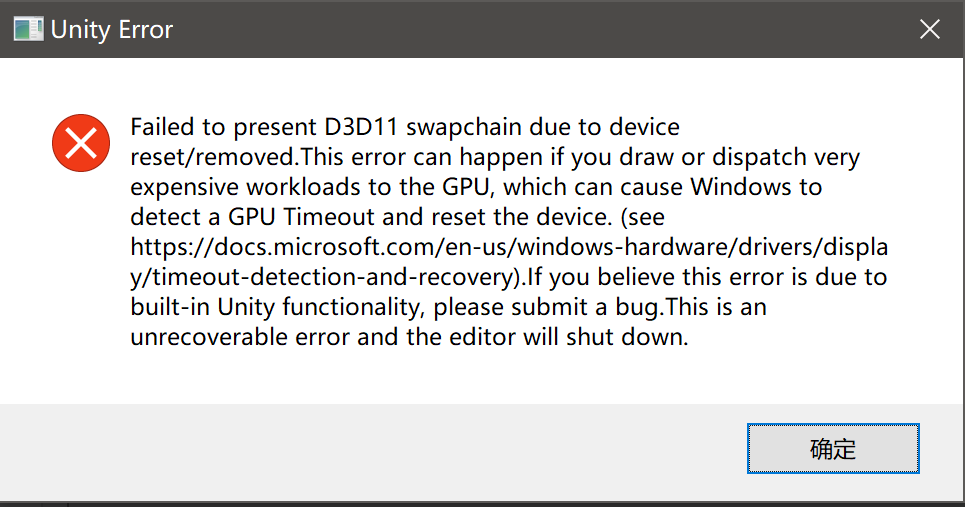 Unity Error
Failed to present D3D11 swapchain due to device
reset/removed.This error can happen if you draw or dispatch very
expensive workloads to the GPU, which can cause Windows to
detect a GPU Timeout and reset the device. (see
https://docs.microsoft.com/en-us/windows-hardware/drivers/displa
y/timeout-detection-and-recovery).If you believe this error is due to
built-in Unity functionality, please submit a bug.This is an
unrecoverable error and the editor will shut down.
确定